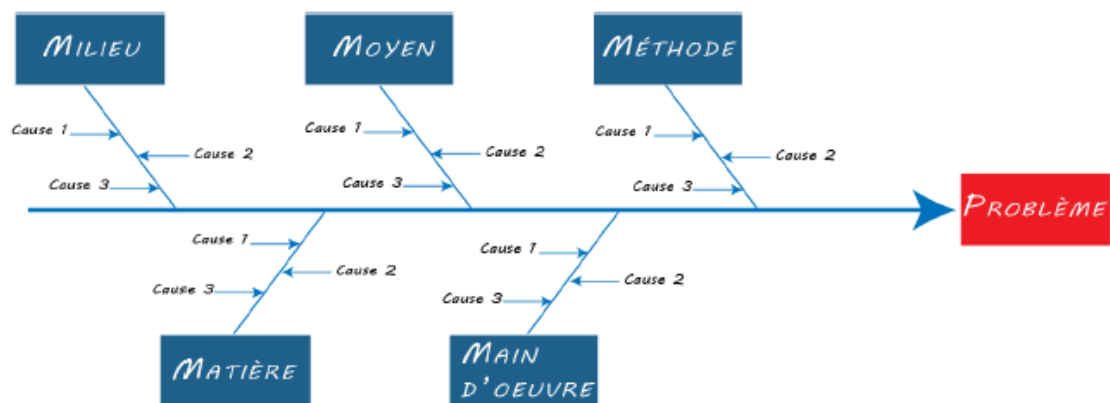 MILIEU
MOYEN
MÉTHODE
Cause 1
Cause 2
Cause 3
Cause 1
Cause 2
Cause 3
Cause 1
Cause 2
Cause 3
PROBLÈME
Cause 1
Cause 2
Cause 3
Cause 1
Cause 2
Cause 3
MATIÈRE
MAIN
D'OEUVRE